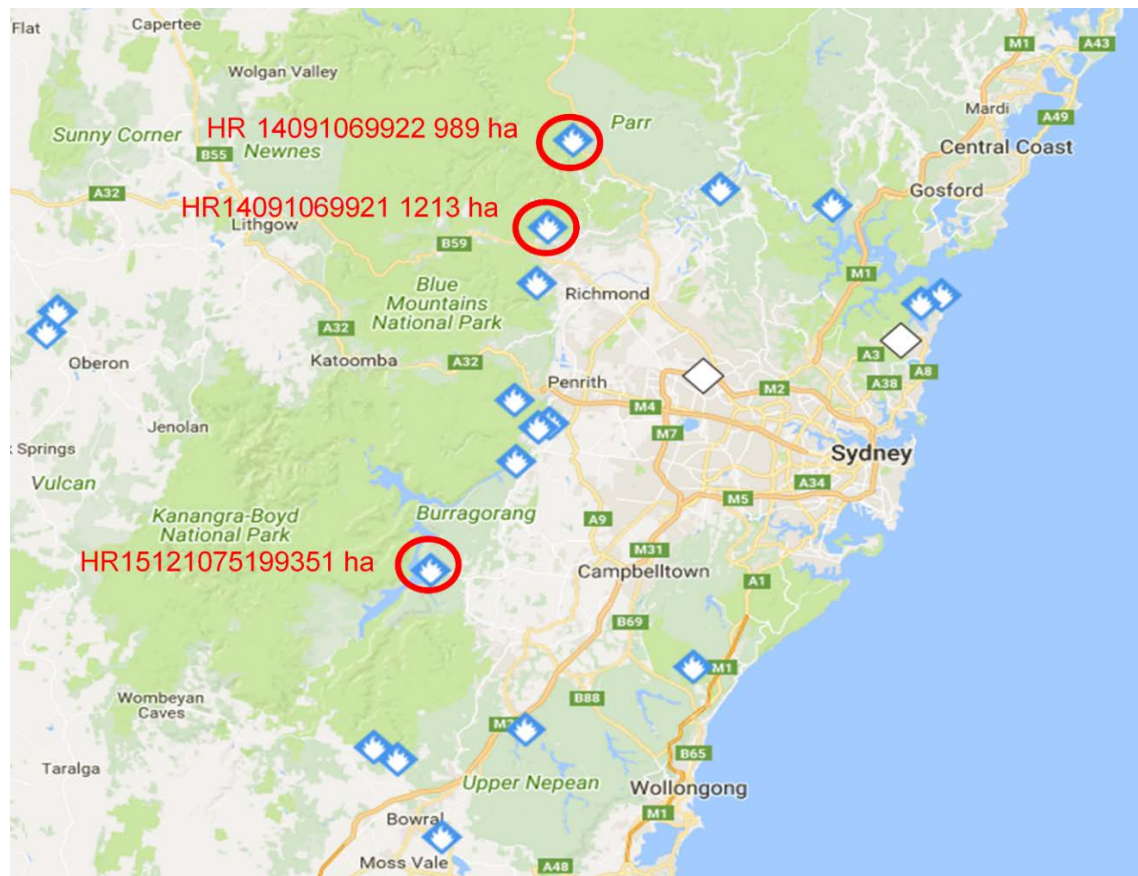 Flat
Capertee
M1
A43
Wolgan Valley
Mardi
A49
HR 14091069922 989 ha
Parr
Sunny Corner
Newnes
B55
Central Coast
A32
HR14091069921 1213 ha
Gosford
Lithgow
B59
M1
Blue
Mountains
National Park
Richmond
A32
Oberon
Katoomba
A32
A3
A8
Penrith
M2
A38
M4
Jenolan
M7
Springs
Sydney
Vulcan
A34
M5
Kanangra-Boyd
National Park
Burragorang
A9
M31
HR15121075199351 ha
Campbelltown
A1
B69
M1
Wombeyan
Caves
B88
B65
Taralga
Upper Nepean
Wollongong
M1
Bowral
Moss Vale
A48